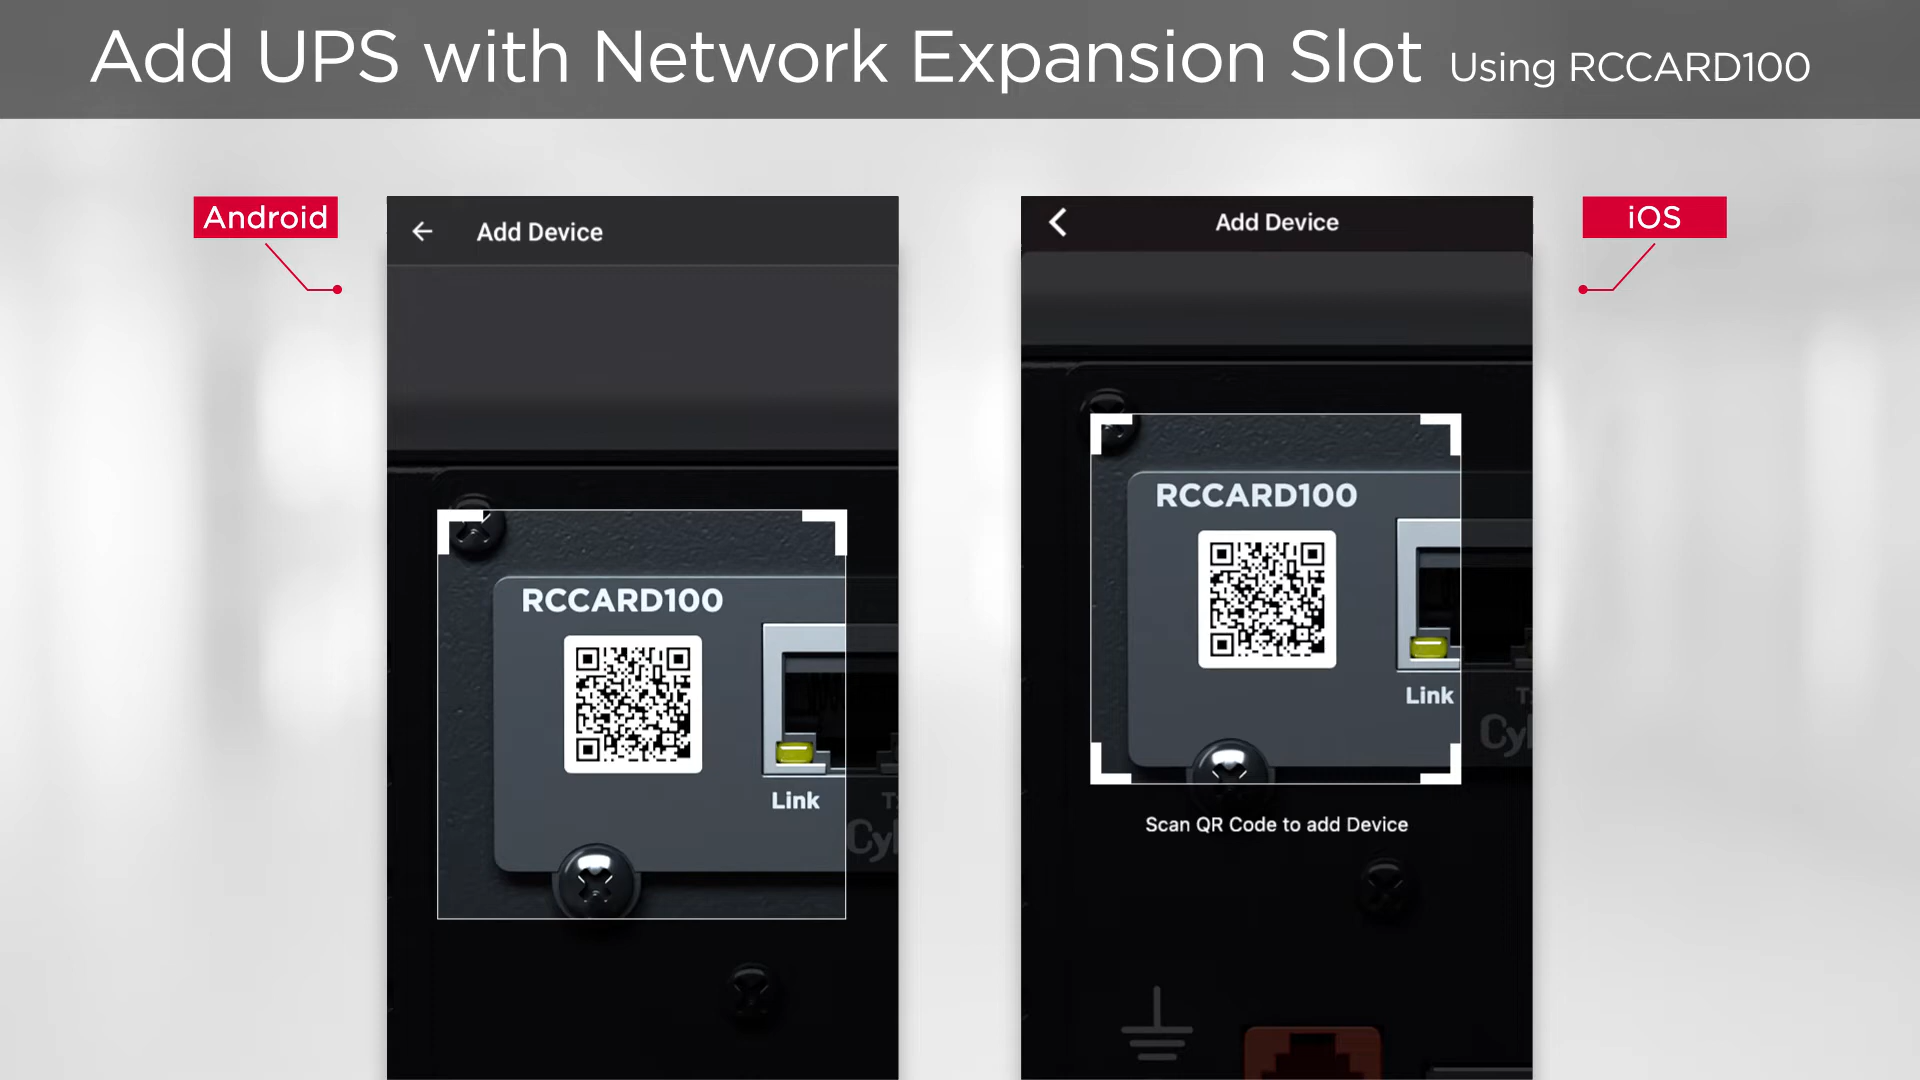 Add UPS with Network Expansion Slot Using RCCARD100
Android
Add Device
RCCARD100
Link
Add Device
iOS
RCCARD100
Link
Scan QR Code to add Device